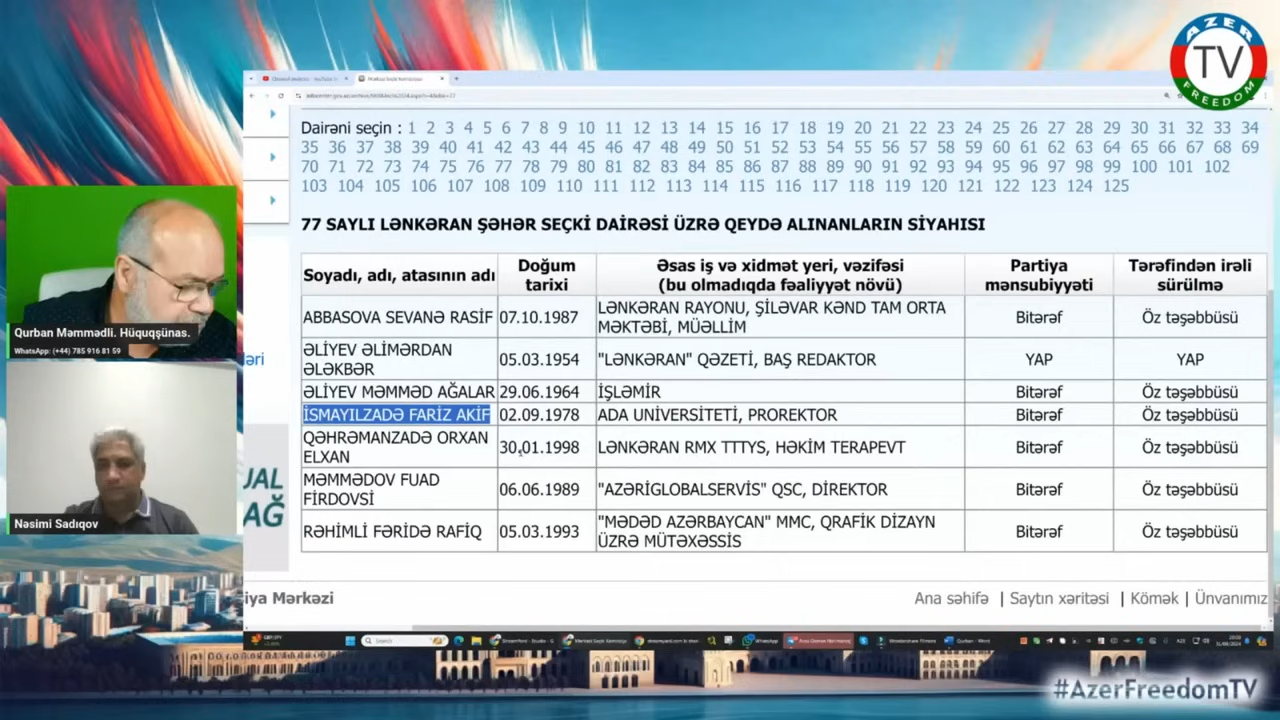 AZER
TV
FREEDOM
Dairəni seçin : 1 2 3 4 5 6 7 8 9 10 11 12 13 14 15 16 17 18 19 20 21 22 23 24 25 26 27 28 29 30 31 32 33 34
35 36 37 38 39 40 41 42 43 44 45 46 47 48 49 50 51 52 53 54 55 56 57 58 59 60 61 62 63 64 65 66 67 68 69
70 71 72 73 74 75 76 77 78 79 80 81 82 83 84 85 86 87 88 89 90 91 92 93 94 95 96 97 98 99 100 101 102
103 104 105 106 107 108 109 110 111 112 113 114 115 116 117 118 119 120 121 122 123 124 125
77 SAYLI LƏNKƏRAN ŞƏHƏR SEÇKİ DAİRƏSİ ÜZRƏ QEYDƏ ALINANLARIN SİYAHISI
Soyadı, adı, atasının adı
Doğum
tarixi
Əsas iş və xidmət yeri, vəzifəsi
(bu olmadıqda fəaliyyət növü)
Partiya
mənsubiyyəti
Tərəfindən irəli
sürülmə
ABBASOVA SEVANƏ RASİF 07.10.1987
LƏNKƏRAN RAYONU, ŞİLƏVAR KƏND TAM ORTA
MƏKTƏBİ, MÜƏLLİM
Bitərəf Öz təşəbbüsü
ƏLİYEV ƏLİMƏRDAN
ƏLƏKBƏR
05.03.1954 "LƏNKƏRAN" QƏZETİ, BAŞ REDAKTOR YAP YAP
ƏLİYEV MƏMMƏD AĞALAR 29.06.1964 İŞLƏMİR Bitərəf Öz təşəbbüsü
İSMAYILZADƏ FARİZ AKİF 02.09.1978 ADA UNİVERSİTETİ, PROREKTOR Bitərəf Öz təşəbbüsü
QƏHRƏMANZADƏ ORXAN
ELXAN
30.01.1998 LƏNKƏRAN RMX TTTYS, HƏKİM TERAPEVT Bitərəf Öz təşəbbüsü
MƏMMƏDOV FUAD
FİRDOVSİ
06.06.1989 "AZƏRİGLOBALSERVİS" QSC, DİREKTOR Bitərəf Öz təşəbbüsü
RƏHİMLİ FƏRİDƏ RAFİQ 05.03.1993
"MƏDƏD AZƏRBAYCAN" MMC, QRAFİK DİZAYN
ÜZRƏ MÜTƏXƏSSİS
Bitərəf Öz təşəbbüsü
Qurban Məmmədli. Hüquqşünas.
WhatsApp: (+44) 785 916 81 59
əri
UAL
AĞ
Nəsimi Sadıqov
iya Mərkəzi
Ana səhifə | Saytın xəritəsi | Kömək | Ünvanımız
Search
#AzerFreedomTV